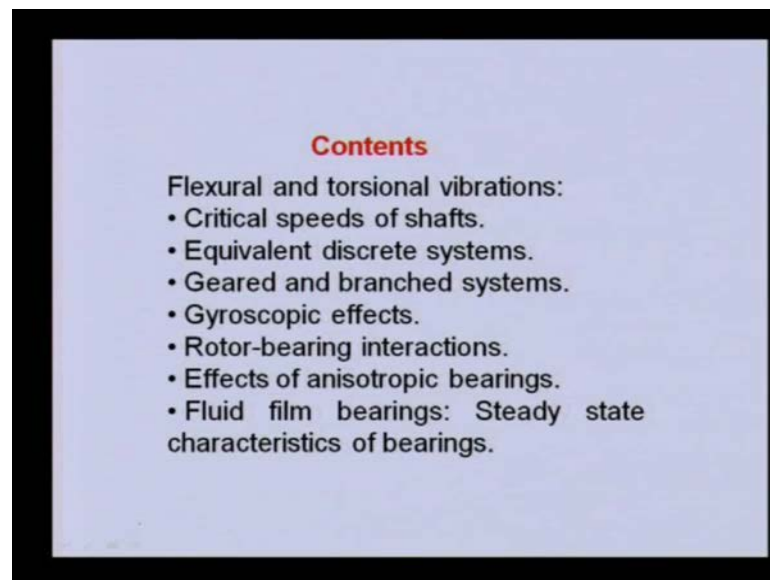 Contents
Flexural and torsional vibrations:
• Critical speeds of shafts.
• Equivalent discrete systems.
• Geared and branched systems.
• Gyroscopic effects.
• Rotor-bearing interactions.
• Effects of anisotropic bearings.
• Fluid film bearings: Steady state
characteristics of bearings.